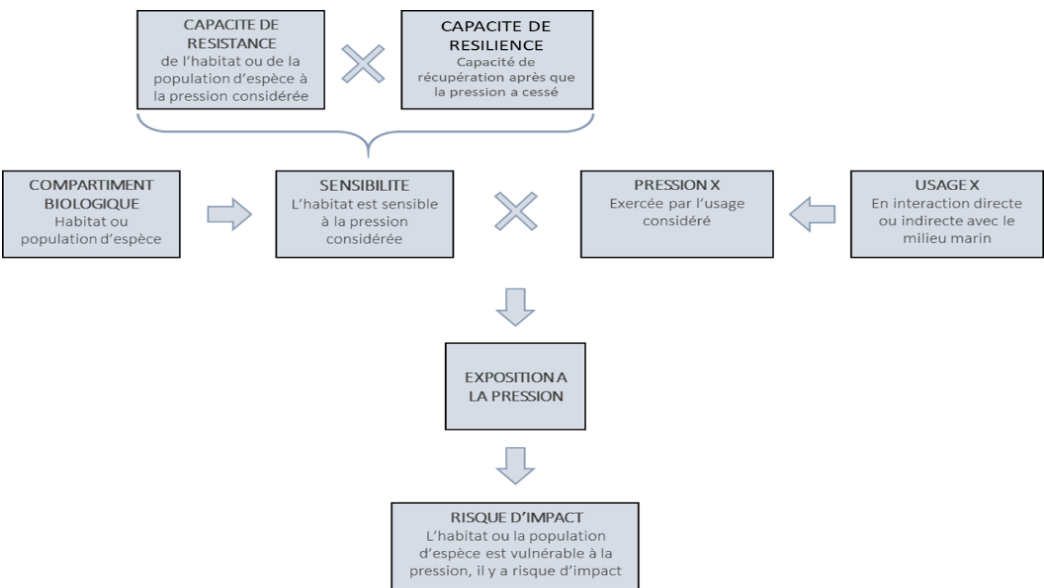 CAPACITE DE
RESISTANCE
de l'habitat ou de la
population d'espèce à
la pression considérée
CAPACITE DE
RESILIENCE
Capacité de
récupération après que
la pression a cessé
COMPARTIMENT
BIOLOGIQUE
Habitat ou
population d'espèce
SENSIBILITE
L'habitat est sensible
à la pression
considérée
PRESSION X
Exercée par l'usage
considéré
USAGE X
En interaction directe
ou indirecte avec le
milieu marin
EXPOSITION A
LA PRESSION
RISQUE D'IMPACT
L'habitat ou la population
d'espèce est vulnérable à la
pression, il y a risque d'impact